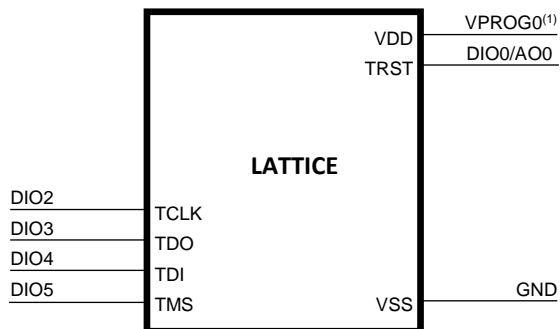 VDD VPROG0(1)
TRST DIO0/AO0
LATTICE
DIO2 TCLK
DIO3 TDO
DIO4 TDI
DIO5 TMS
VSS GND